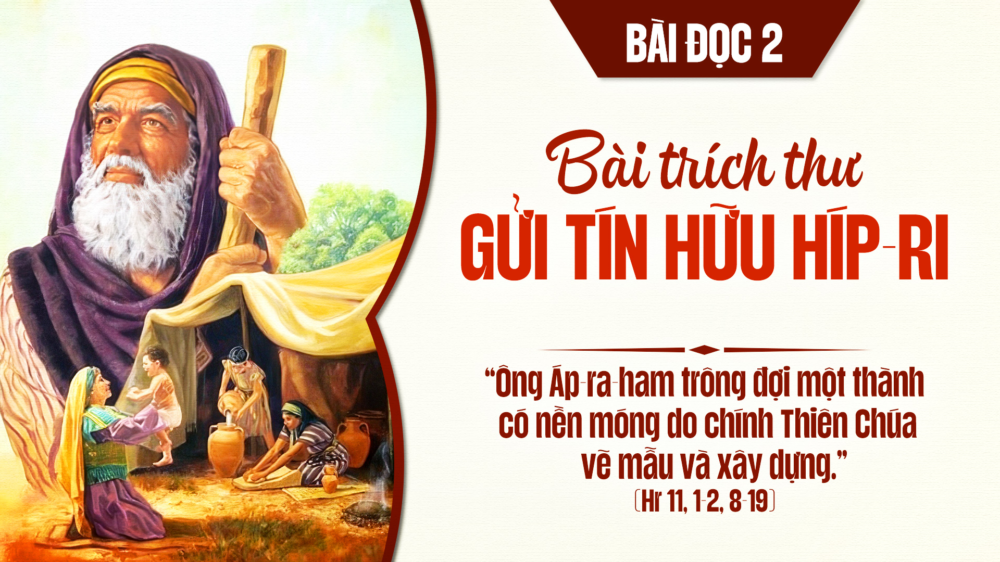 BÀI ĐỌC 2
Bài trích thư
GỬI TÍN HỮU HÍP-RI
“Ông Áp-ra-ham trông đợi một thành
có nền móng do chính Thiên Chúa
vẽ mẫu và xây dựng.”
(Hr 11, 1-2, 8-19)